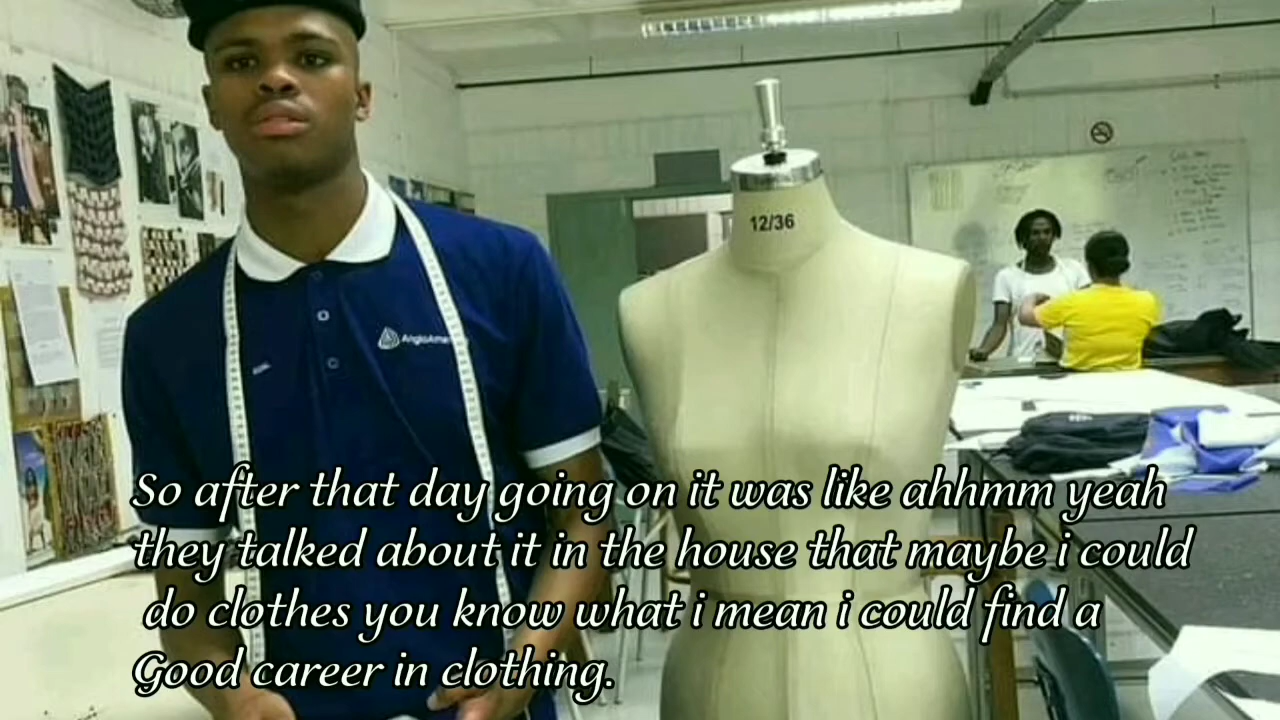 12/36
AngloAmer
So after that day going on it was like ahhmm yeah
they talked about it in the house that maybe i could
do clothes you know what i mean i could find a
Good career in clothing.